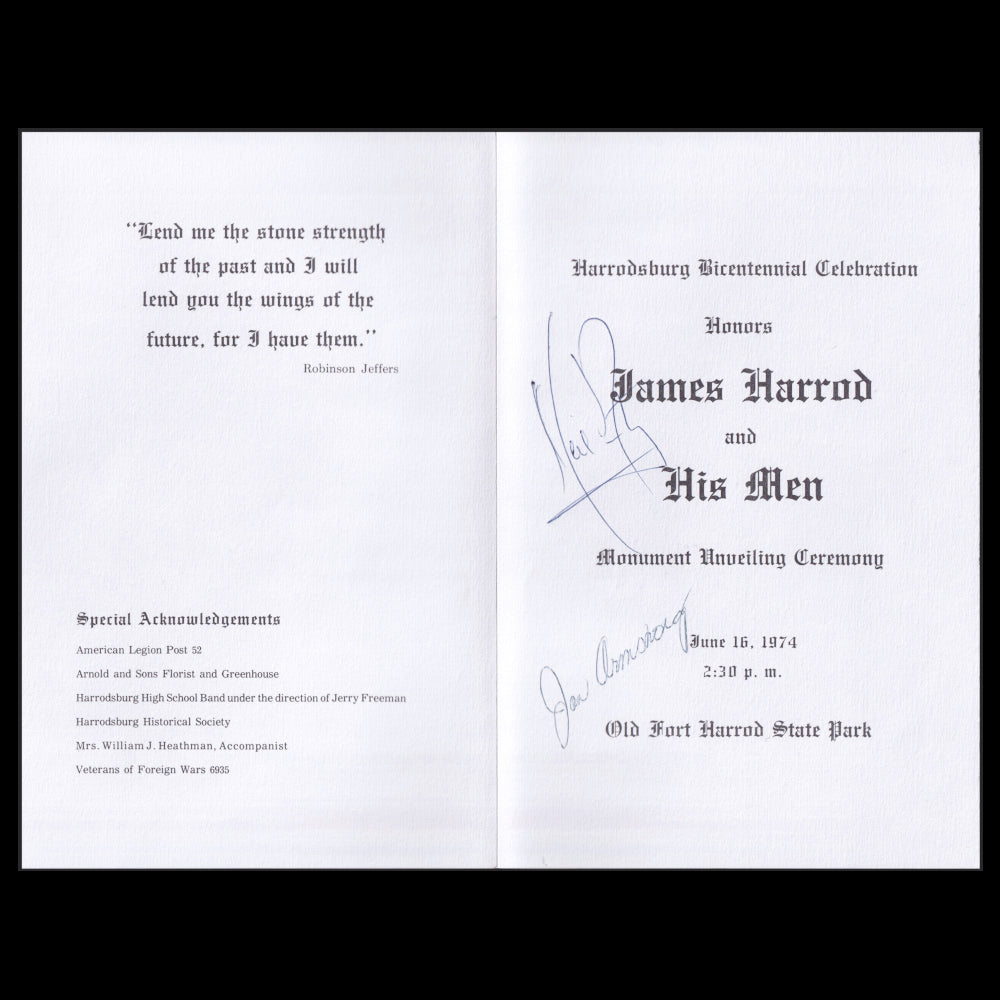 “Lend me the stone strength
of the past and I will
lend you the wings of the
future, for I have them.”
Robinson Jeffers
Special Acknowledgements
American Legion Post 52
Arnold and Sons Florist and Greenhouse
Harrodsburg High School Band under the direction of Jerry Freeman
Harrodsburg Historical Society
Mrs. William J. Heathman, Accompanist
Veterans of Foreign Wars 6935
Harrodsburg Bicentennial Celebration
Honors
James Harrod
and
His Men
Neil
Monument Unveiling Ceremony
Jan Armstrong
June 16, 1974
2:30 p. m.
Old Fort Harrod State Park